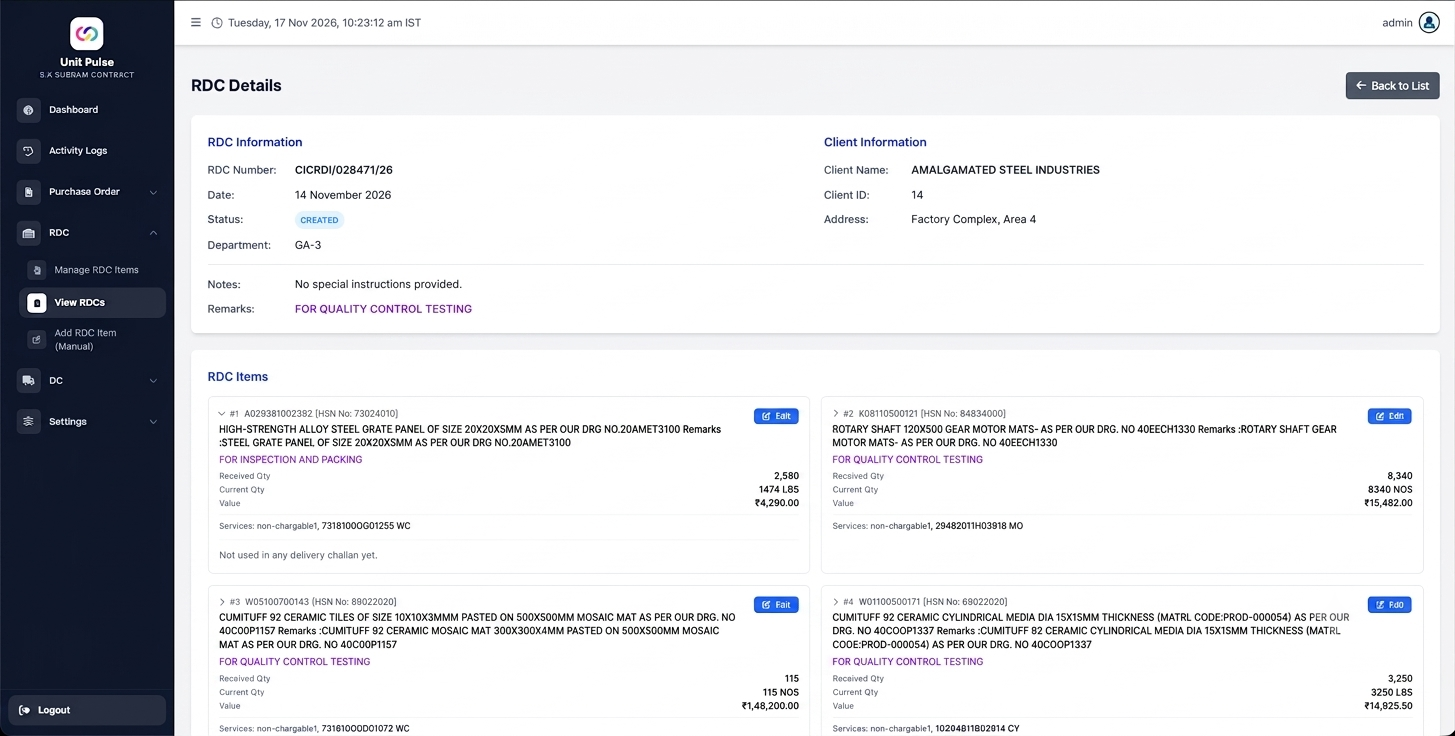 Unit Pulse
S.K SUBRAM CONTRACT
Dashboard
Activity Logs
Purchase Order
RDC
Manage RDC Items
View RDCs
Add RDC Item
(Manual)
DC
Settings
Logout
Tuesday, 17 Nov 2026, 10:23:12 am IST
admin
RDC Details
← Back to List
RDC Information
RDC Number: CICRDI/028471/26
Date: 14 November 2026
Status: CREATED
Department: GA-3
Client Information
Client Name: AMALGAMATED STEEL INDUSTRIES
Client ID: 14
Address: Factory Complex, Area 4
Notes: No special instructions provided.
Remarks: FOR QUALITY CONTROL TESTING
RDC Items
#1 A029381002382 [HSN No: 73024010]
Eait
HIGH-STRENGTH ALLOY STEEL GRATE PANEL OF SIZE 20X20XSMM AS PER OUR DRG NO.20AMET3100 Remarks
:STEEL GRATE PANEL OF SIZE 20X20XSMM AS PER OUR DRG NO.20AMET3100
FOR INSPECTION AND PACKING
Received Qty 2,580
Current Qty 1474 L85
Value ₹4,290.00
Services: non-chargable1, 7318100OG01255 WC
Not used in any delivery challan yet.
#2 K08110500121 [HSN No: 84834000]
Edit
ROTARY SHAFT 120X500 GEAR MOTOR MATS- AS PER OUR DRG. NO 40EECH1330 Remarks :ROTARY SHAFT GEAR
MOTOR MATS- AS PER OUR DRG. NO 40EECH1330
FOR QUALITY CONTROL TESTING
Recsived Qty 8,340
Current Qty 8340 NOS
Value ₹15,482.00
Services: non-chargable1, 29482011H03918 MO
#3 W05100700143 [HSN No: 89022020]
Eait
CUMITUFF 92 CERAMIC TILES OF SIZE 10X10X3MMM PASTED ON 500X500MM MOSAIC MAT AS PER OUR DRG. NO
40C00P1157 Remarks :CUMITUFF 92 CERAMIC MOSAIC MAT 300X300X4MM PASTED ON 500X500MM MOSAIC
MAT AS PER OUR DRG. NO 40C00P1157
FOR QUALITY CONTROL TESTING
Received Qty 115
Current Qty 115 NOS
Value ₹1,48,200.00
Services: non-chargable1, 731610O0D01072 WC
#4 W01100500171 [HSN No: 69022020]
Ed0
CUMITUFF 92 CERAMIC CYLINDRICAL MEDIA DIA 15X1SMM THICKNESS (MATRL CODE:PROD-000054) AS PER OUR
DRG. NO 40COOP1337 Remarks :CUMITUFF 82 CERAMIC CYLINDRICAL MEDIA DIA 15X1SMM THICKNESS (MATRL
CODE:PROD-000054) AS PER OUR DRG. NO 40COOP1337
FOR QUALITY CONTROL TESTING
Received Qty 3,250
Current Qty 3250 L8S
Value ₹14,825.50
Services: non-chargable1, 10204811B02814 CY